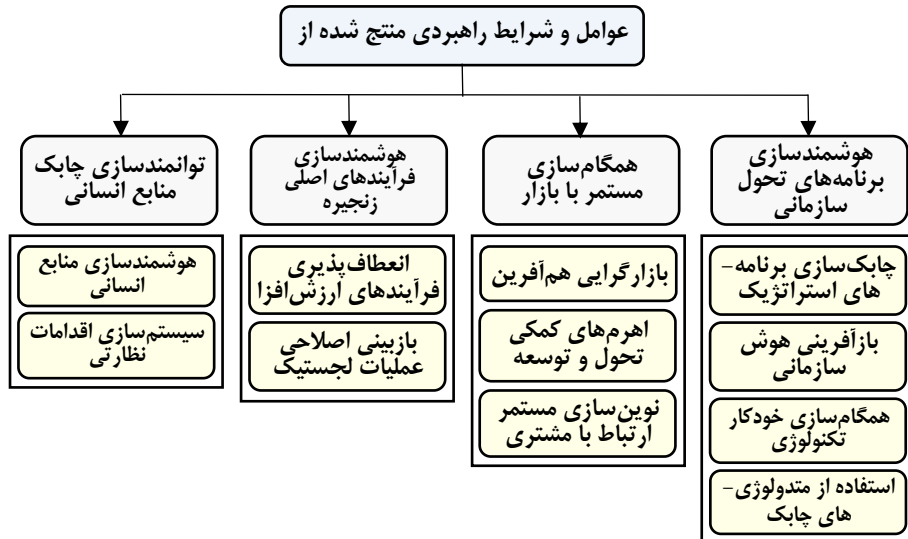 عوامل و شرایط راهبردی منتج شده از
هوشمندسازی
برنامه‌های تحول
سازمانی
چابک‌سازی برنامه-
های استراتژیک
بازآفرینی هوش
سازمانی
همگام‌سازی خودکار
تکنولوژی
استفاده از متدولوژی-
های چابک
همگام‌سازی
مستمر با بازار
بازارگرایی هم‌آفرین
اهرم‌های کمکی
تحول و توسعه
نوین‌سازی مستمر
ارتباط با مشتری
هوشمندسازی
فرآیندهای اصلی
زنجیره
انعطاف‌پذیری
فرآیندهای ارزش‌افزا
بازبینی اصلاحی
عملیات لجستیک
توانمندسازی چابک
منابع انسانی
هوشمندسازی منابع
انسانی
سیستم‌سازی اقدامات
نظارتی